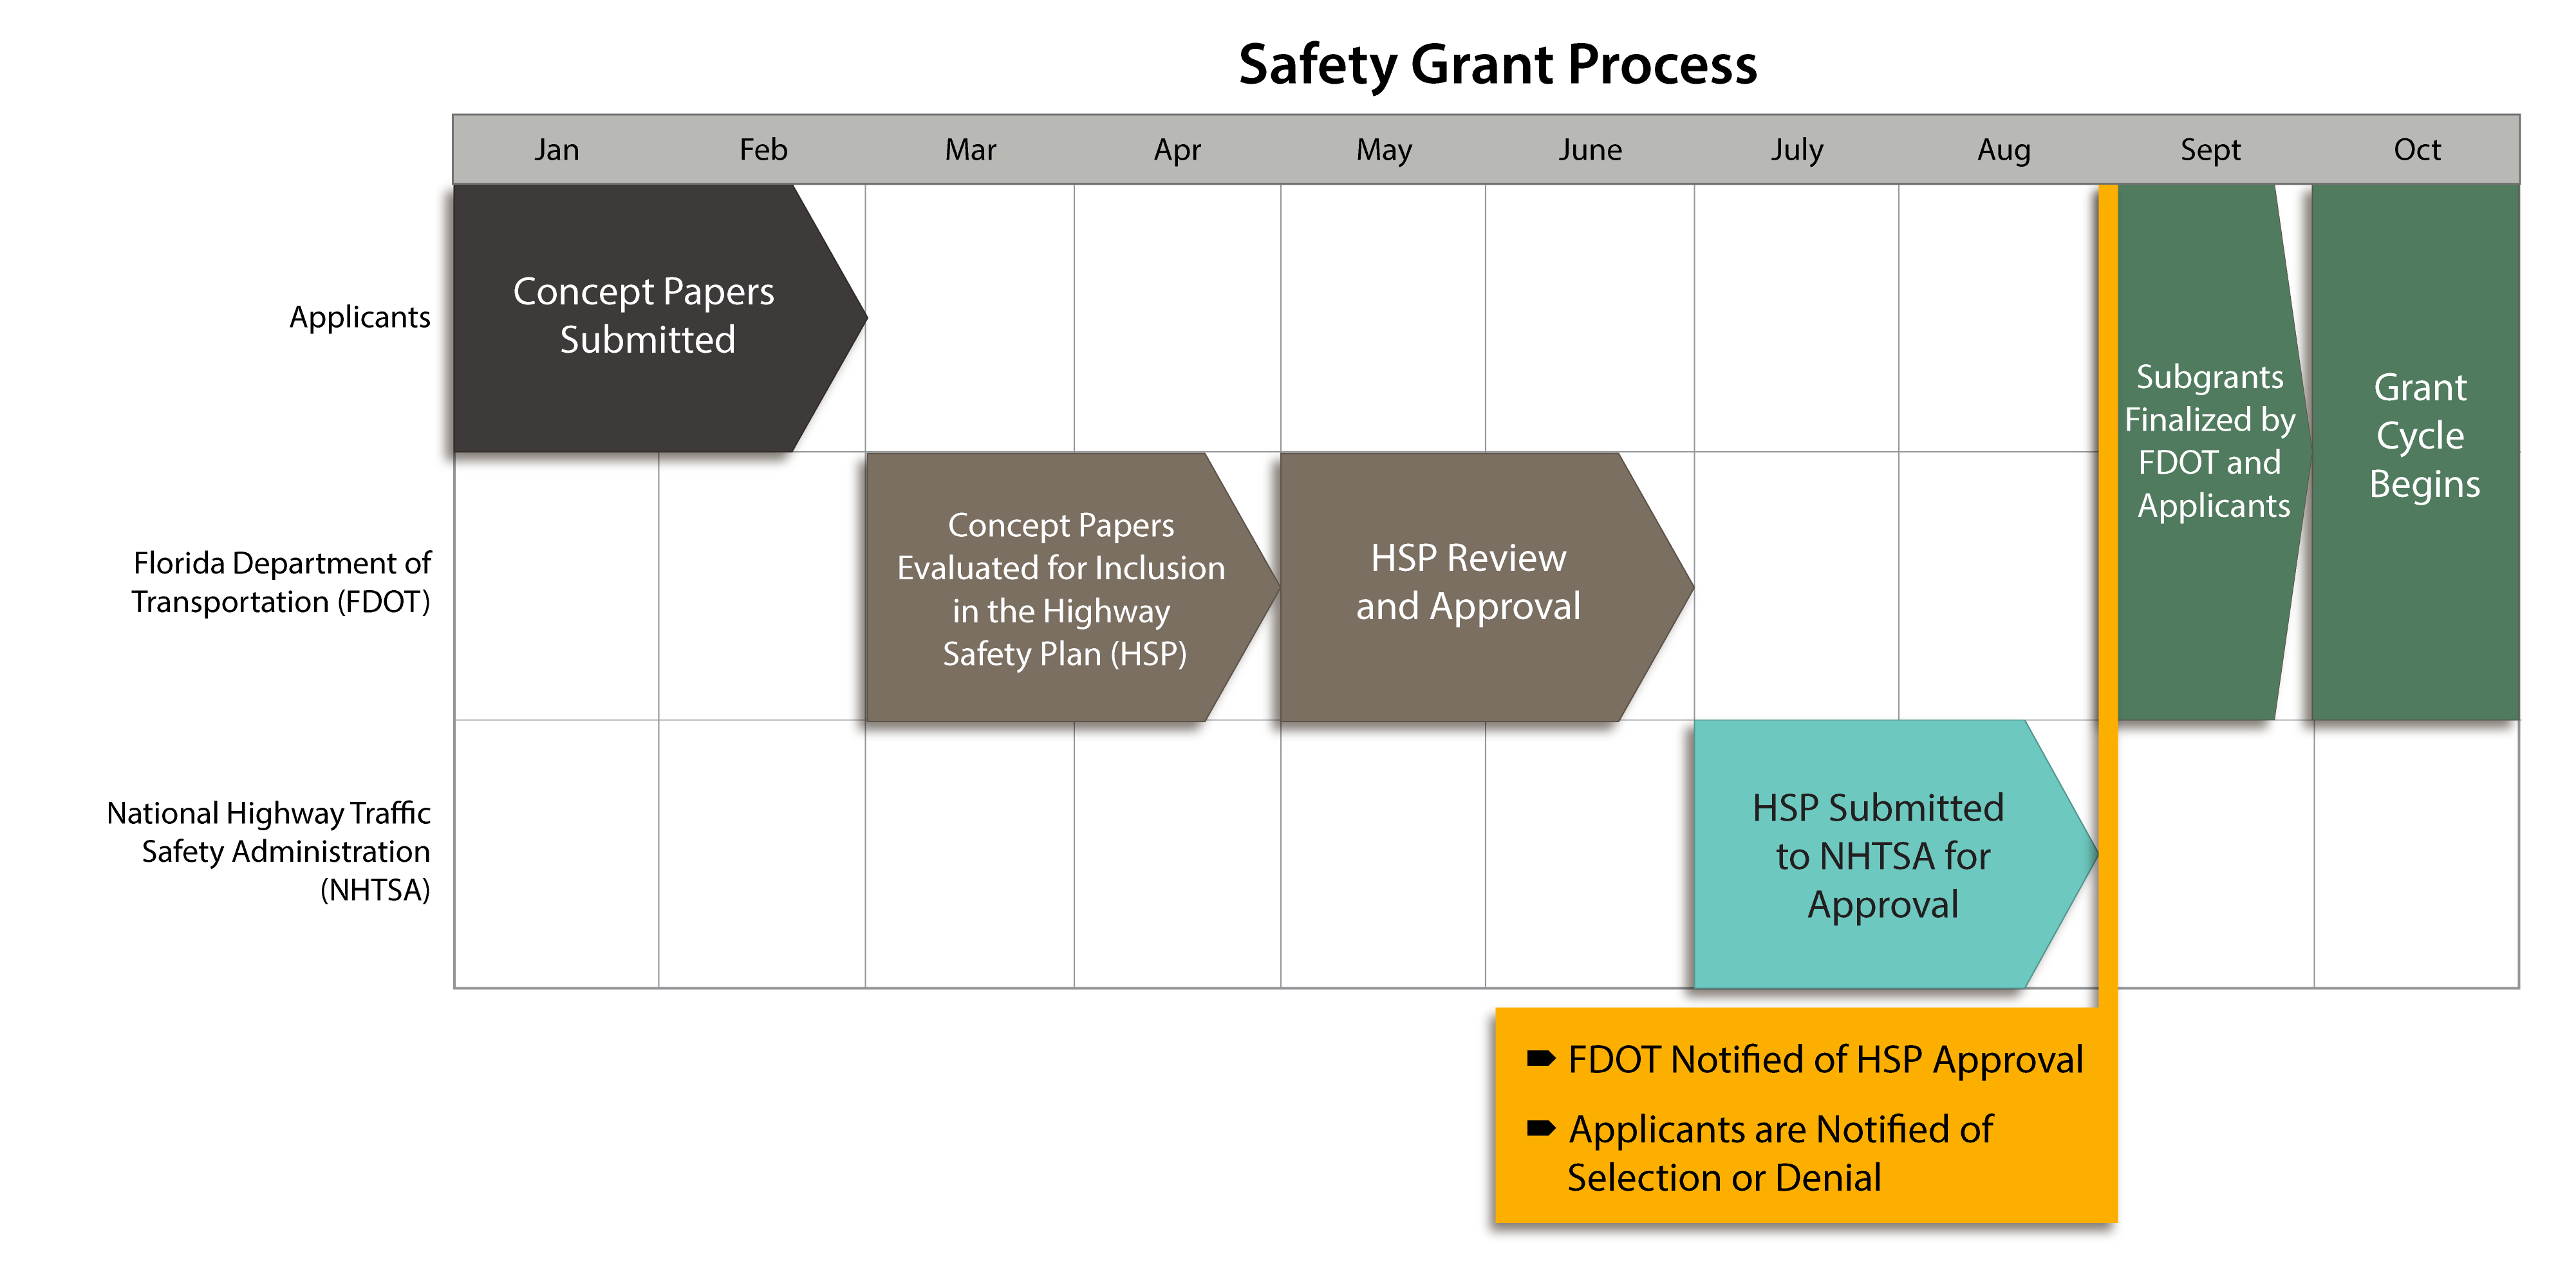 Safety Grant Process
Jan Feb Mar Apr May June July Aug Sept Oct
Applicants
Concept Papers
Submitted
Florida Department of
Transportation (FDOT)
Concept Papers
Evaluated for Inclusion
in the Highway
Safety Plan (HSP)
HSP Review
and Approval
Subgrants
Finalized by
FDOT and
Applicants
Grant
Cycle
Begins
National Highway Traffic
Safety Administration
(NHTSA)
HSP Submitted
to NHTSA for
Approval
FDOT Notified of HSP Approval
Applicants are Notified of
Selection or Denial